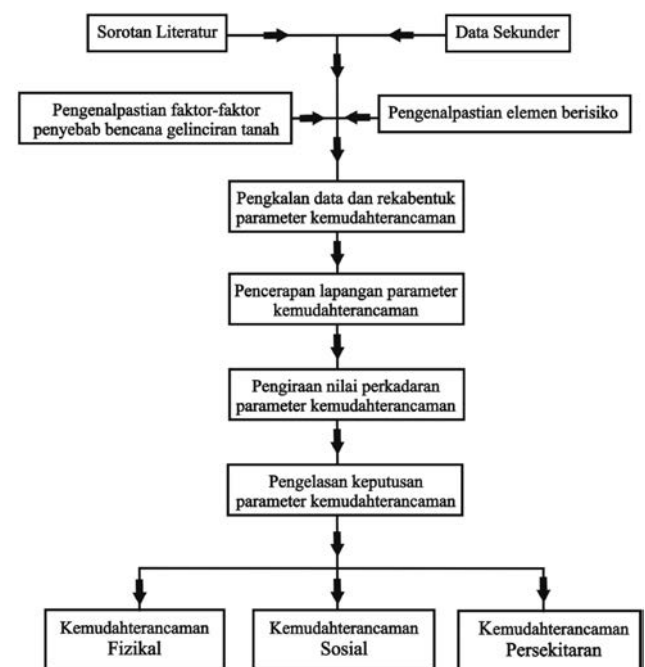 Sorotan Literatur
Data Sekunder
Pengenalpastian faktor-faktor
penyebab bencana gelinciran tanah
Pengenalpastian elemen berisiko
Pengkalan data dan rekabentuk
parameter kemudahterancaman
Pencerapan lapangan parameter
kemudahterancaman
Pengiraan nilai perkadaran
parameter kemudahterancaman
Pengelasan keputusan
parameter kemudahterancaman
Kemudahterancaman
Fizikal
Kemudahterancaman
Sosial
Kemudahterancaman
Persekitaran